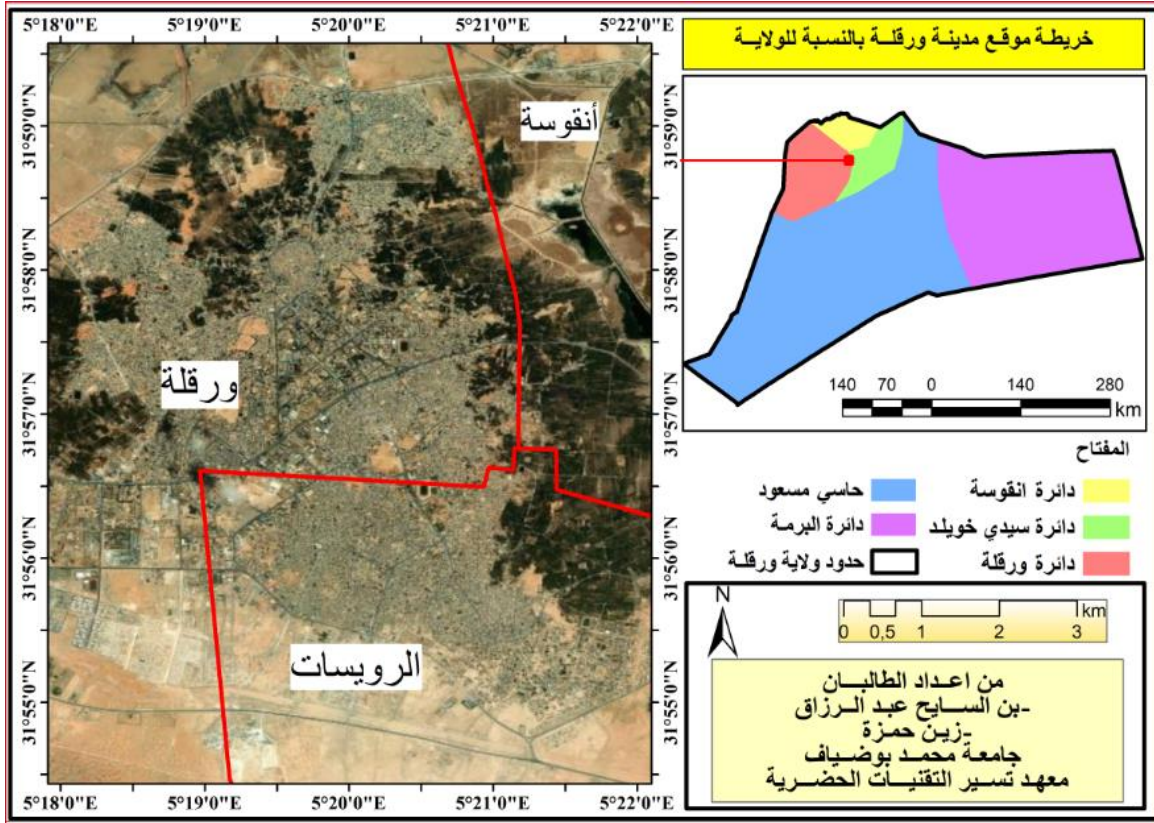 5°18'0"E 5°19'0"E 5°20'0"E 5°21'0"E 5°22'0"E
31°59'0"N
31°58'0"N
31°57'0"N
31°56'0"N
31°55'0"N
أنقوسة
ورقلة
الرويسات
31°59'0"N
31°58'0"N
31°57'0"N
31°56'0"N
31°55'0"N
5°18'0"E 5°19'0"E 5°20'0"E 5°21'0"E 5°22'0"E
خريطة موقع مدينة ورقلة بالنسبة للولاية
140 70 0 140 280
km
المفتاح
دائرة انقوسة
حاسي مسعود
دائرة سيدي خويلد
دائرة البرمة
دائرة ورقلة
حدود ولاية ورقلة
N
km
0 0,5 1 2 3
من اعداد الطالبان
-بن السايح عبد الرزاق
-زين حمزة
جامعة محمد بوضياف
معهد تسير التقنيات الحضرية